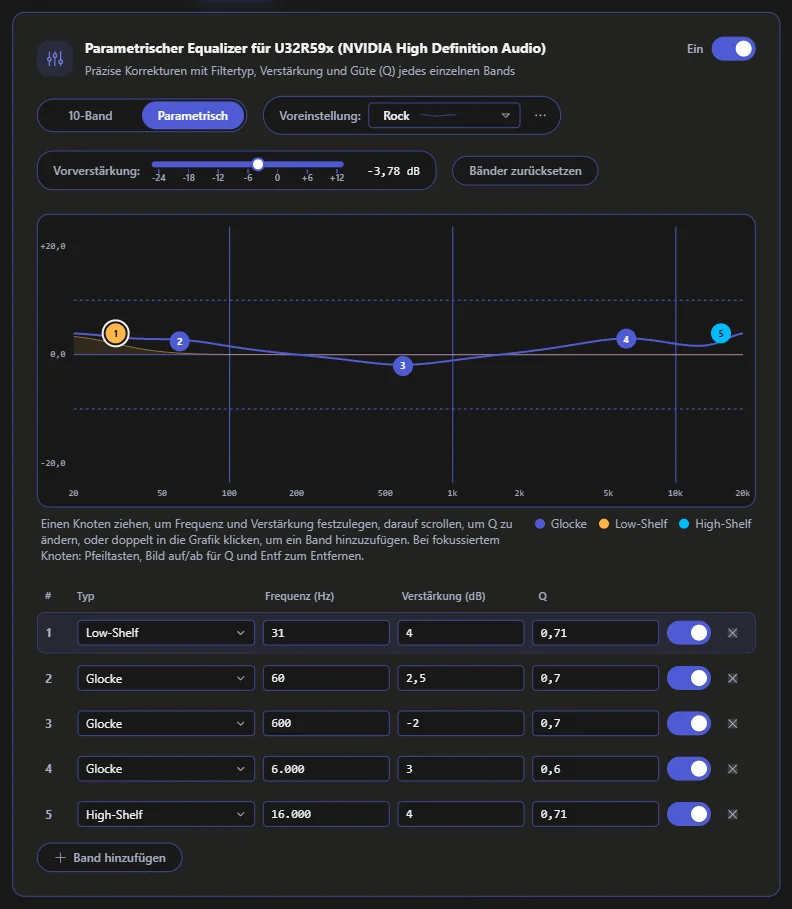 Parametrischer Equalizer für U32R59x (NVIDIA High Definition Audio)
Präzise Korrekturen mit Filtertyp, Verstärkung und Güte (Q) jedes einzelnen Bands
Ein
10-Band
Parametrisch
Voreinstellung:
Rock
...
Vorverstärkung:
-24 -18 -12 -6 0 +6 +12
-3,78 dB
Bänder zurücksetzen
+20,0
0,0
-20,0
1
2
3
4
5
20 50 100 200 500 1k 2k 5k 10k 20k
Einen Knoten ziehen, um Frequenz und Verstärkung festzulegen, darauf scrollen, um Q zu
ändern, oder doppelt in die Grafik klicken, um ein Band hinzuzufügen. Bei fokussiertem
Knoten: Pfeiltasten, Bild auf/ab für Q und Entf zum Entfernen.
Glocke Low-Shelf High-Shelf
# Typ Frequenz (Hz) Verstärkung (dB) Q
1 Low-Shelf 31 4 0,71
2 Glocke 60 2,5 0,7
3 Glocke 600 -2 0,7
4 Glocke 6.000 3 0,6
5 High-Shelf 16.000 4 0,71
+ Band hinzufügen